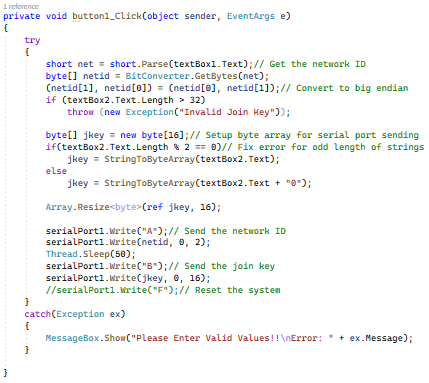 1 reference
private void button1_Click(object sender, EventArgs e)
{
try
{
short net = short.Parse(textBox1.Text);// Get the network ID
byte[] netid = BitConverter.GetBytes(net);
(netid[1], netid[0]) = (netid[0], netid[1]);// Convert to big endian
if (textBox2.Text.Length > 32)
throw (new Exception("Invalid Join Key"));
byte[] jkey = new byte[16];// Setup byte array for serial port sending
if(textBox2.Text.Length % 2 == 0)// Fix error for odd length of strings
jkey = StringToByteArray(textBox2.Text);
else
jkey = StringToByteArray(textBox2.Text + "0");
Array.Resize<byte>(ref jkey, 16);
serialPort1.Write("A");// Send the network ID
serialPort1.Write(netid, 0, 2);
Thread.Sleep(50);
serialPort1.Write("B");// Send the join key
serialPort1.Write(jkey, 0, 16);
//serialPort1.Write("F");// Reset the system
}
catch(Exception ex)
{
MessageBox.Show("Please Enter Valid Values!!\nError: " + ex.Message);
}
}